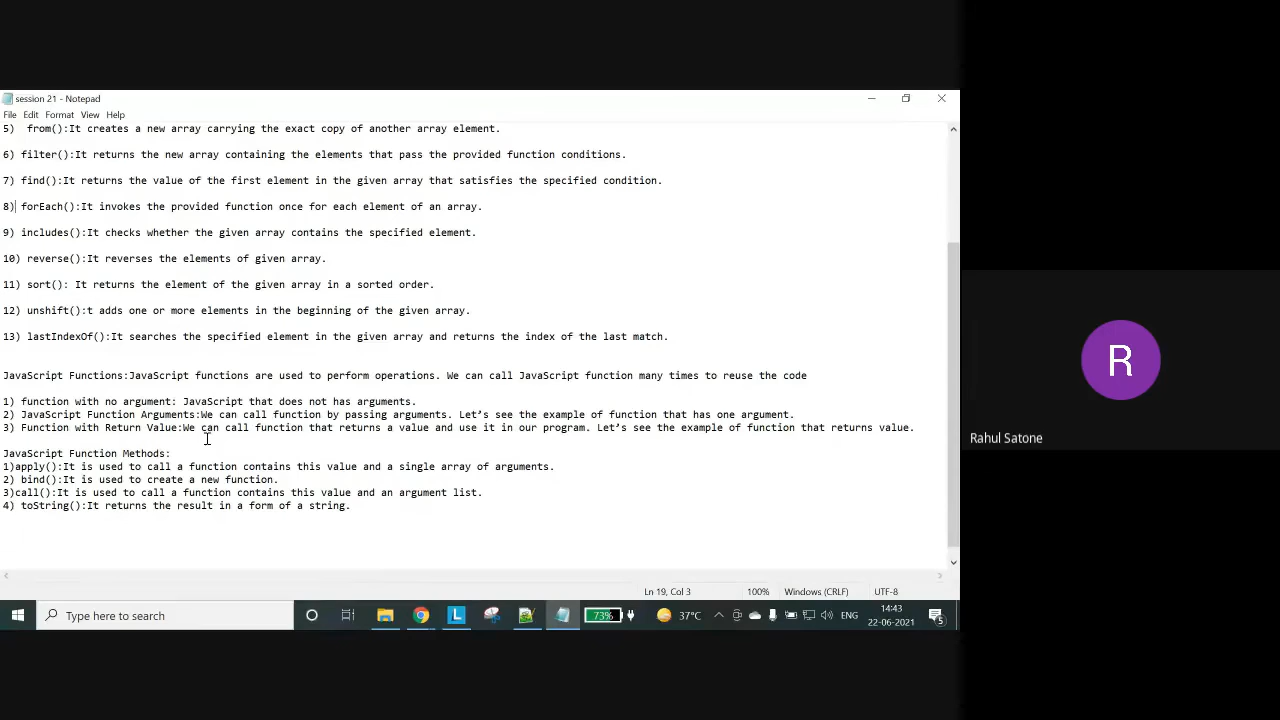 session 21 - Notepad
File Edit Format View Help
5)  from():It creates a new array carrying the exact copy of another array element.
6) filter():It returns the new array containing the elements that pass the provided function conditions.
7) find():It returns the value of the first element in the given array that satisfies the specified condition.
8) forEach():It invokes the provided function once for each element of an array.
9) includes():It checks whether the given array contains the specified element.
10) reverse():It reverses the elements of given array.
11) sort(): It returns the element of the given array in a sorted order.
12) unshift():t adds one or more elements in the beginning of the given array.
13) lastIndexOf():It searches the specified element in the given array and returns the index of the last match.
JavaScript Functions:JavaScript functions are used to perform operations. We can call JavaScript function many times to reuse the code
1) function with no argument: JavaScript that does not has arguments.
2) JavaScript Function Arguments:We can call function by passing arguments. Let’s see the example of function that has one argument.
3) Function with Return Value:We can call function that returns a value and use it in our program. Let’s see the example of function that returns value.
JavaScript Function Methods:
1)apply():It is used to call a function contains this value and a single array of arguments.
2) bind():It is used to create a new function.
3)call():It is used to call a function contains this value and an argument list.
4) toString():It returns the result in a form of a string.
Ln 19, Col 3 100% Windows (CRLF) UTF-8
Type here to search L 73% 37°C ENG 14:43 22-06-2021 5
R
Rahul Satone